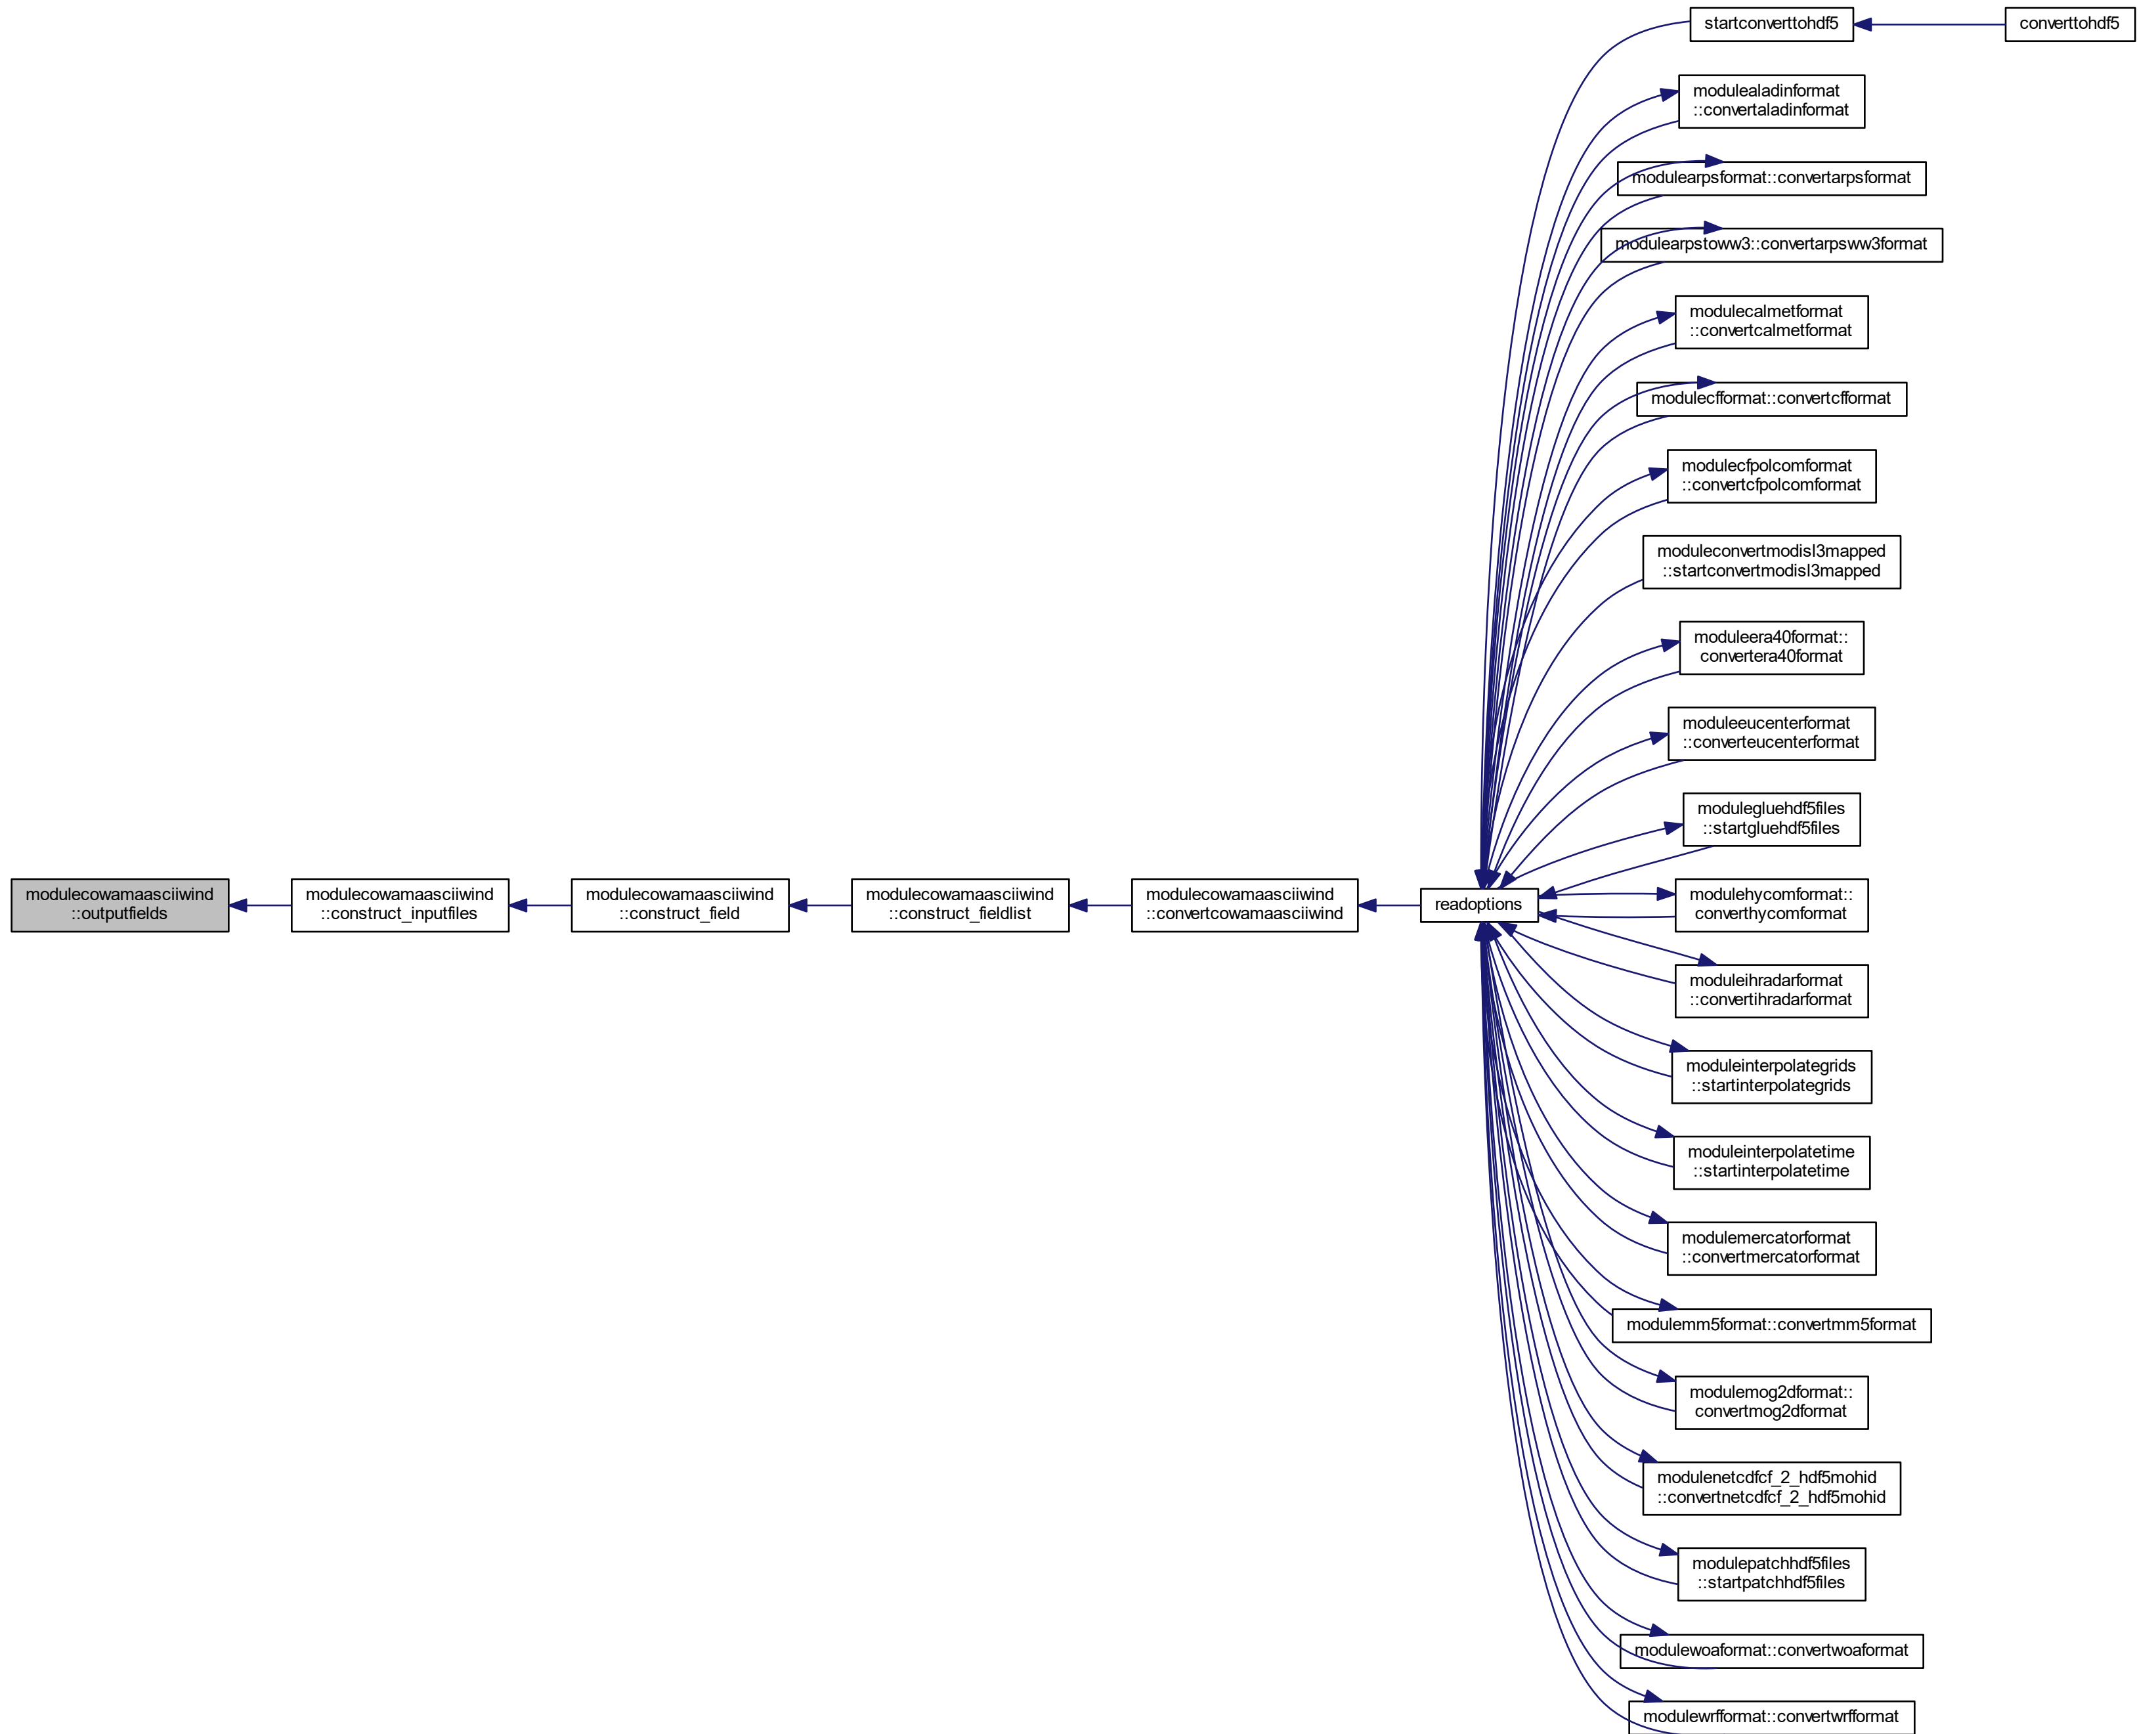 startconverttohdf5
converttohdf5
modulealadinformat
::convertaladinformat
modulearpsformat::convertarpsformat
modulearpstoww3::convertarpsww3format
modulecalmetformat
::convertcalmetformat
modulecfformat::convertcfformat
modulecfpolcomformat
::convertcfpolcomformat
moduleconvertmodisl3mapped
::startconvertmodisl3mapped
moduleera40format::
convertera40format
moduleeucenterformat
::converteucenterformat
modulegluehdf5files
::startgluehdf5files
modulecowamaasciiwind
::outputfields
modulecowamaasciiwind
::construct_inputfiles
modulecowamaasciiwind
::construct_field
modulecowamaasciiwind
::construct_fieldlist
modulecowamaasciiwind
::convertcowamaasciiwind
readoptions
modulehycomformat::
converthycomformat
moduleihradarformat
::convertihradarformat
moduleinterpolategrids
::startinterpolategrids
moduleinterpolatetime
::startinterpolatetime
modulemercatorformat
::convertmercatorformat
modulemm5format::convertmm5format
modulemog2dformat::
convertmog2dformat
modulenetcdfcf_2_hdf5mohid
::convertnetcdfcf_2_hdf5mohid
modulepatchhdf5files
::startpatchhdf5files
modulewoaformat::convertwoaformat
modulewrfformat::convertwrfformat